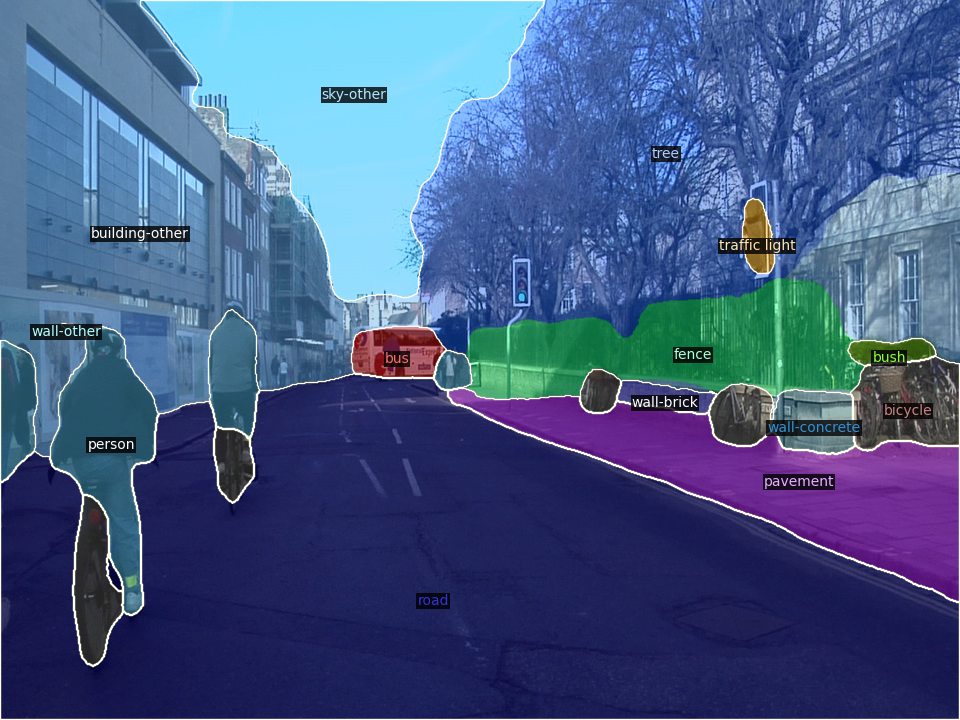 sky-other
tree
building-other
traffic light
wall-other
bus
fence
bush
wall-brick
bicycle
wall-concrete
person
pavement
road